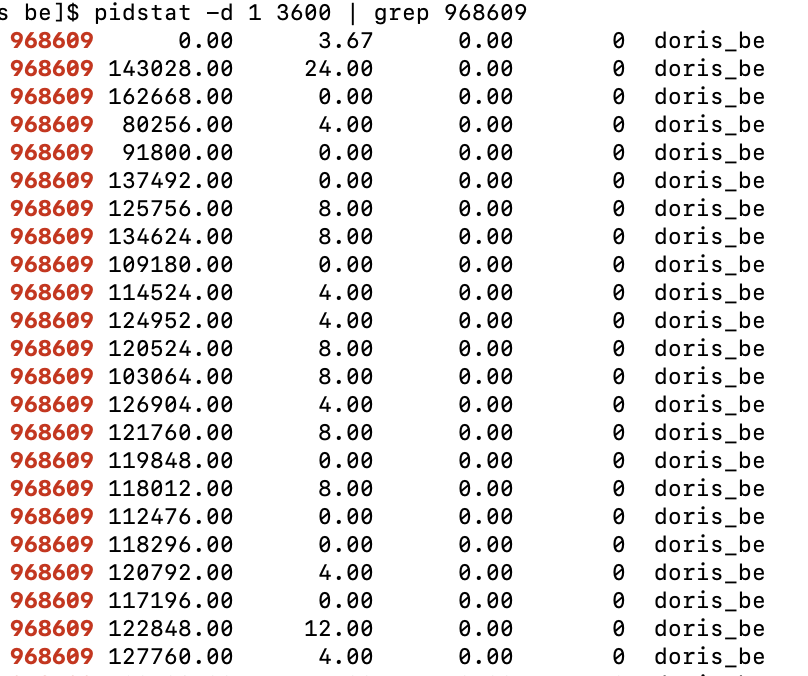 s be]$ pidstat -d 1 3600 | grep 968609
968609 0.00 3.67 0.00 0 doris_be
968609 143028.00 24.00 0.00 0 doris_be
968609 162668.00 0.00 0.00 0 doris_be
968609 80256.00 4.00 0.00 0 doris_be
968609 91800.00 0.00 0.00 0 doris_be
968609 137492.00 0.00 0.00 0 doris_be
968609 125756.00 8.00 0.00 0 doris_be
968609 134624.00 8.00 0.00 0 doris_be
968609 109180.00 0.00 0.00 0 doris_be
968609 114524.00 4.00 0.00 0 doris_be
968609 124952.00 4.00 0.00 0 doris_be
968609 120524.00 8.00 0.00 0 doris_be
968609 103064.00 8.00 0.00 0 doris_be
968609 126904.00 4.00 0.00 0 doris_be
968609 121760.00 8.00 0.00 0 doris_be
968609 119848.00 0.00 0.00 0 doris_be
968609 118012.00 8.00 0.00 0 doris_be
968609 112476.00 0.00 0.00 0 doris_be
968609 118296.00 0.00 0.00 0 doris_be
968609 120792.00 4.00 0.00 0 doris_be
968609 117196.00 0.00 0.00 0 doris_be
968609 122848.00 12.00 0.00 0 doris_be
968609 127760.00 4.00 0.00 0 doris_be